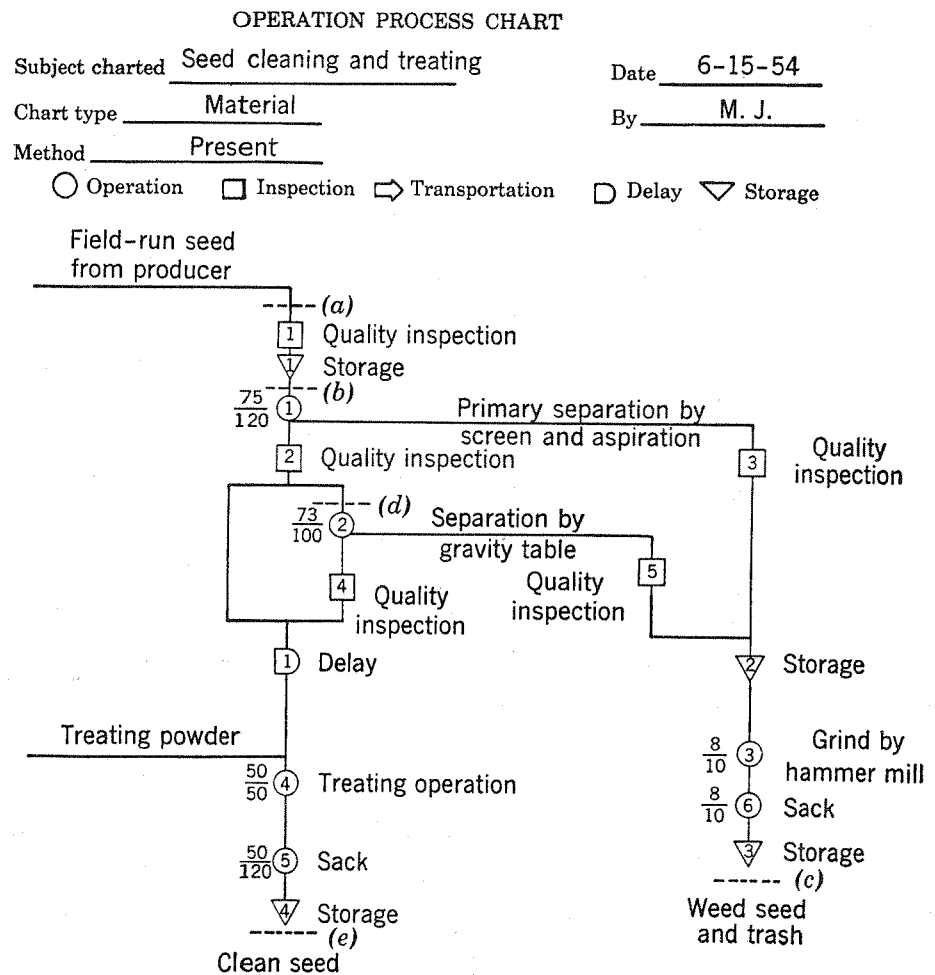 OPERATION PROCESS CHART
Subject charted Seed cleaning and treating
Date 6-15-54
Chart type Material
By M. J.
Method Present
Operation Inspection Transportation Delay Storage
Field-run seed
from producer
(a)
1 Quality inspection
1 Storage
(b)
75
120
1
Primary separation by
screen and aspiration
2 Quality inspection
3
Quality
inspection
(d)
73
100
2
Separation by
gravity table
4
Quality
inspection
5
Quality
inspection
1 Delay
2 Storage
Treating powder
8
10
3
Grind by
hammer mill
50
50
4 Treating operation
8
10
6 Sack
50
120
5 Sack
3 Storage
(c)
Weed seed
and trash
4 Storage
(e)
Clean seed